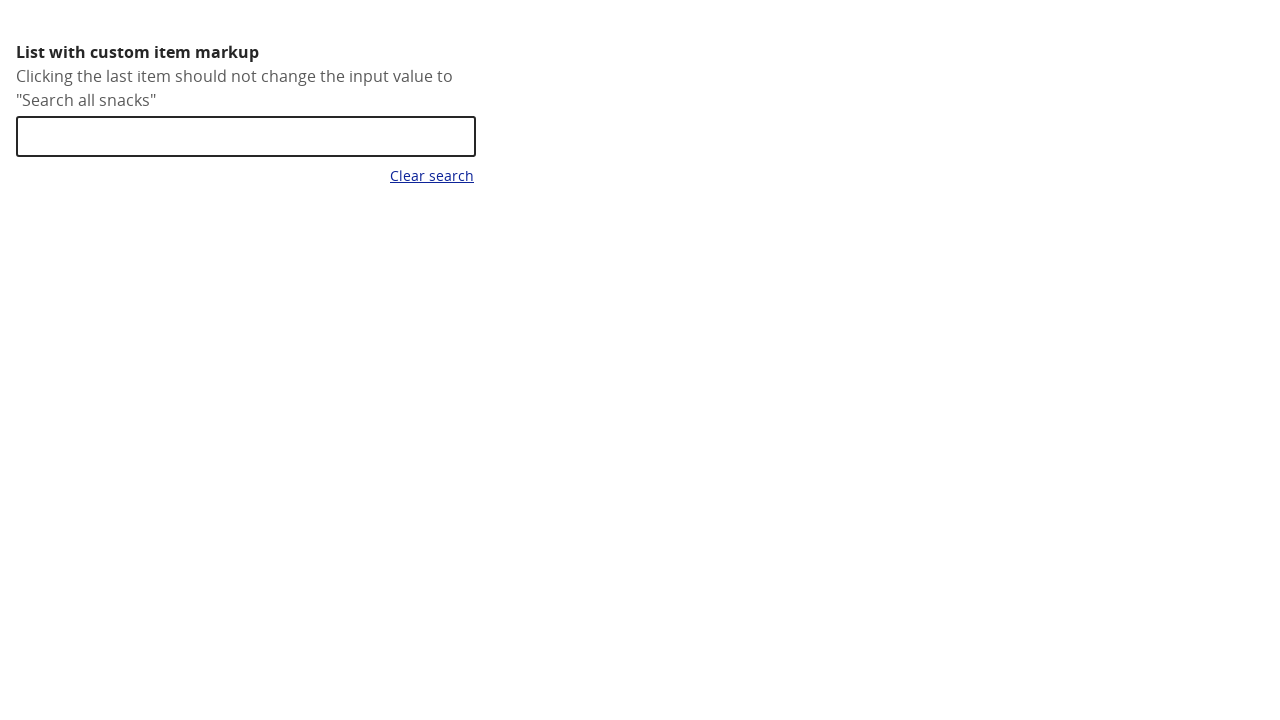 List with custom item markup
Clicking the last item should not change the input value to
"Search all snacks"
Clear search